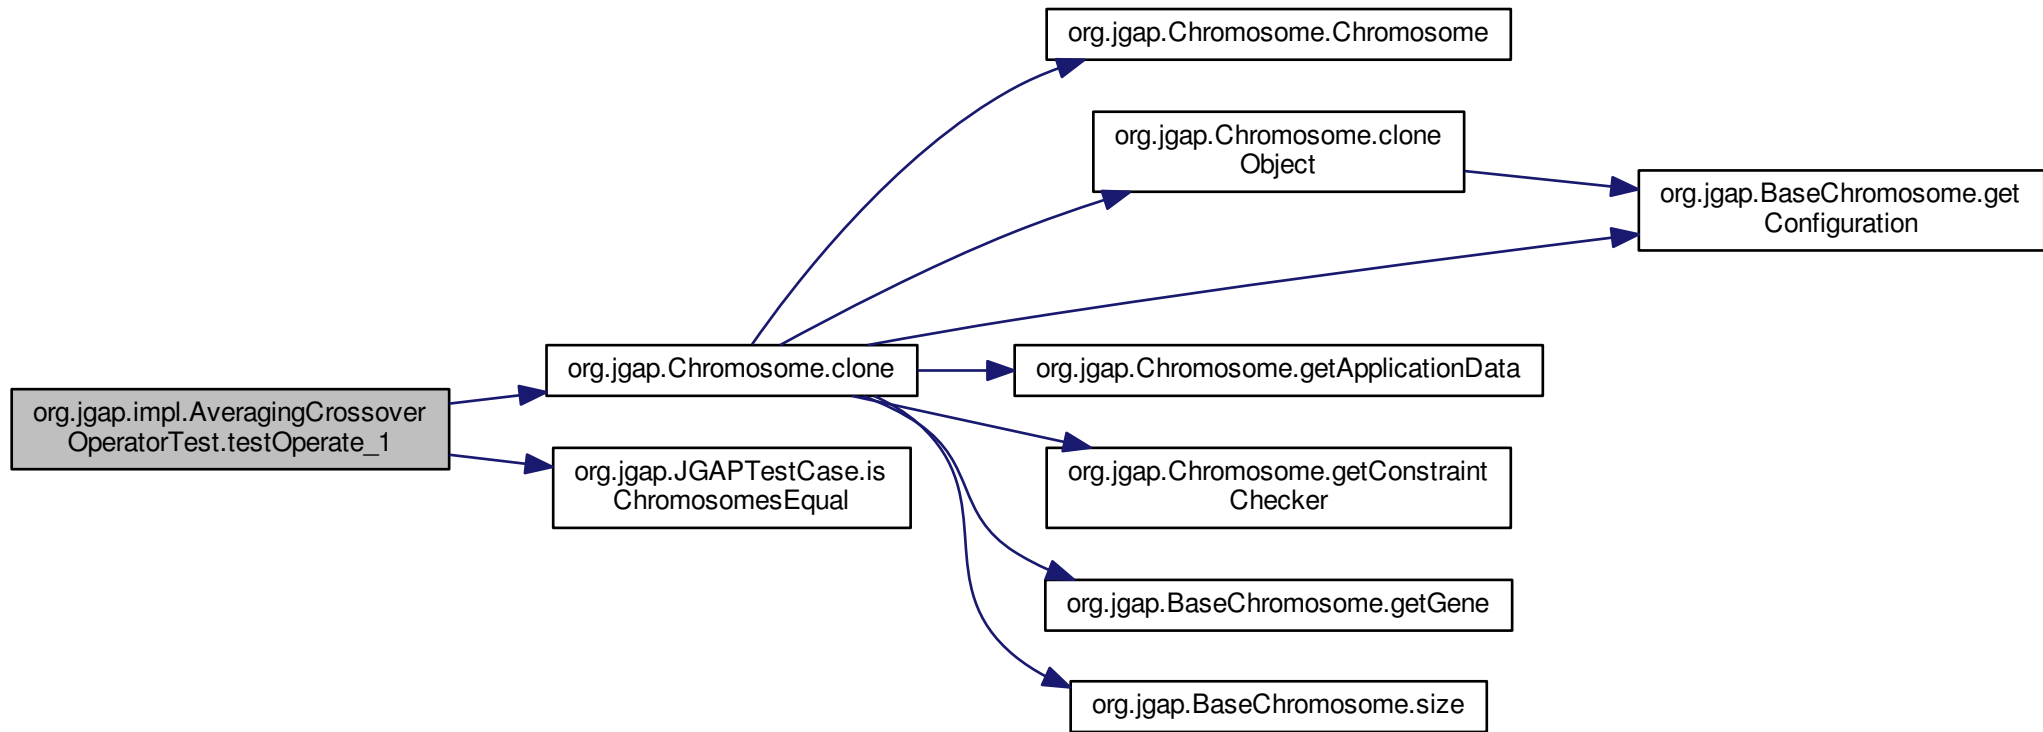 org.jgap.Chromosome.Chromosome
org.jgap.Chromosome.clone
Object
org.jgap.BaseChromosome.get
Configuration
org.jgap.Chromosome.clone
org.jgap.Chromosome.getApplicationData
org.jgap.impl.AveragingCrossover
OperatorTest.testOperate_1
org.jgap.JGAPTestCase.is
ChromosomesEqual
org.jgap.Chromosome.getConstraint
Checker
org.jgap.BaseChromosome.getGene
org.jgap.BaseChromosome.size